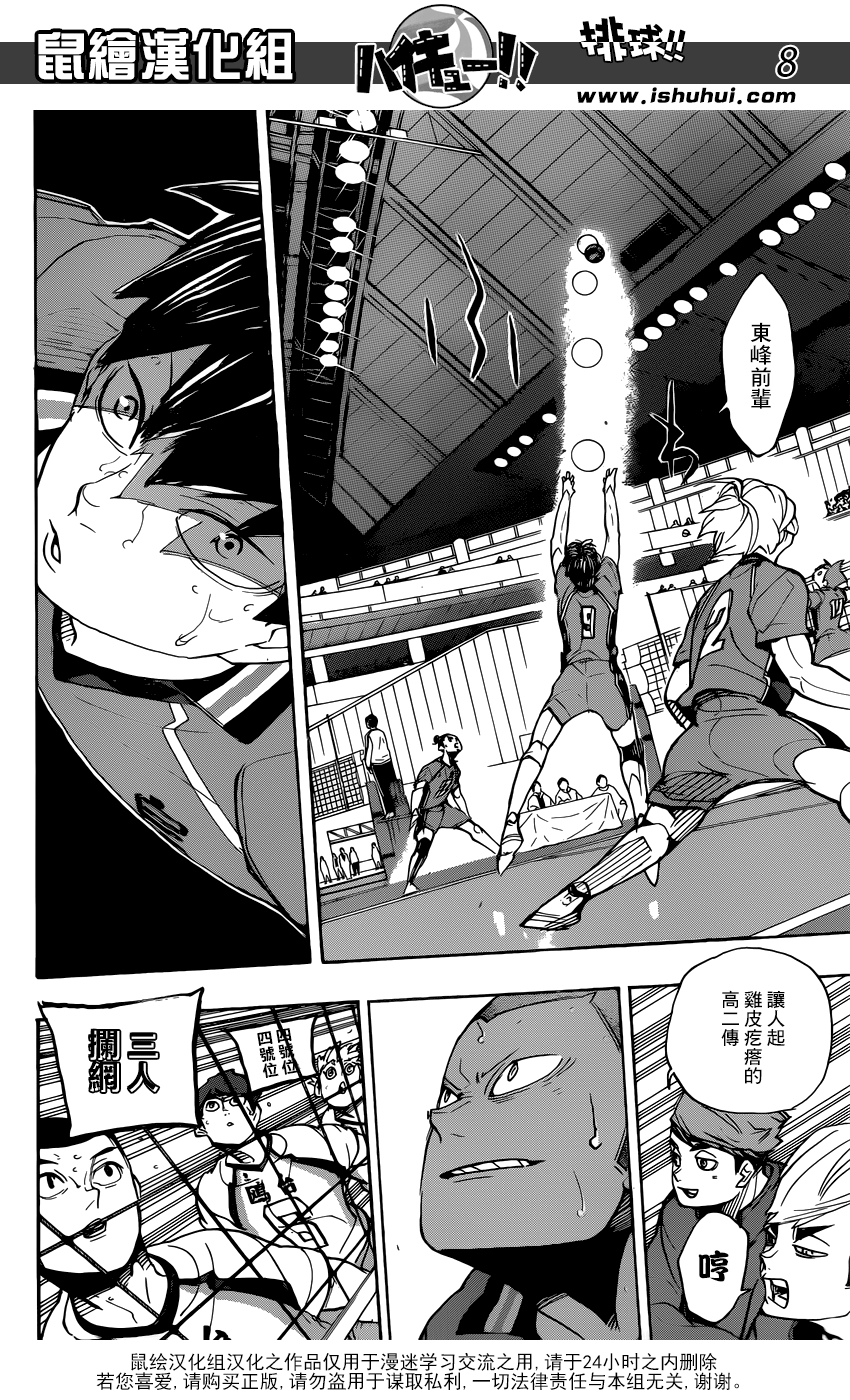 鼠繪漢化組
ハイキュー!!
排球!!
8
www.ishuhui.com
東峰前輩
9
2
讓人起
雞皮疙瘩的
高二傳
哼
四號位
四號位
三人
攔網
鼠绘汉化组汉化之作品仅用于漫迷学习交流之用,请于24小时之内删除
若您喜爱,请购买正版,请勿盗用于谋取私利,一切法律责任与本组无关,谢谢。